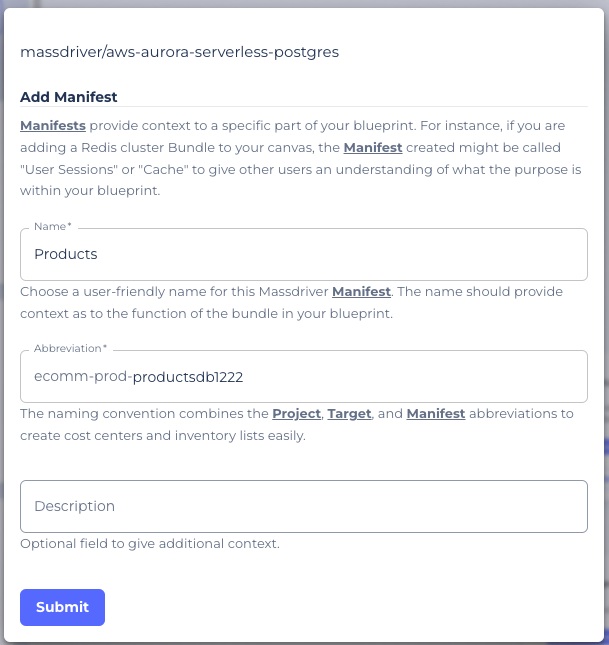 massdriver/aws-aurora-serverless-postgres
Add Manifest
Manifests provide context to a specific part of your blueprint. For instance, if you are
adding a Redis cluster Bundle to your canvas, the Manifest created might be called
"User Sessions" or "Cache" to give other users an understanding of what the purpose is
within your blueprint.
Name*
Products
Choose a user-friendly name for this Massdriver Manifest. The name should provide
context as to the function of the bundle in your blueprint.
Abbreviation*
ecomm-prod-productsdb1222
The naming convention combines the Project, Target, and Manifest abbreviations to
create cost centers and inventory lists easily.
Description
Optional field to give additional context.
Submit